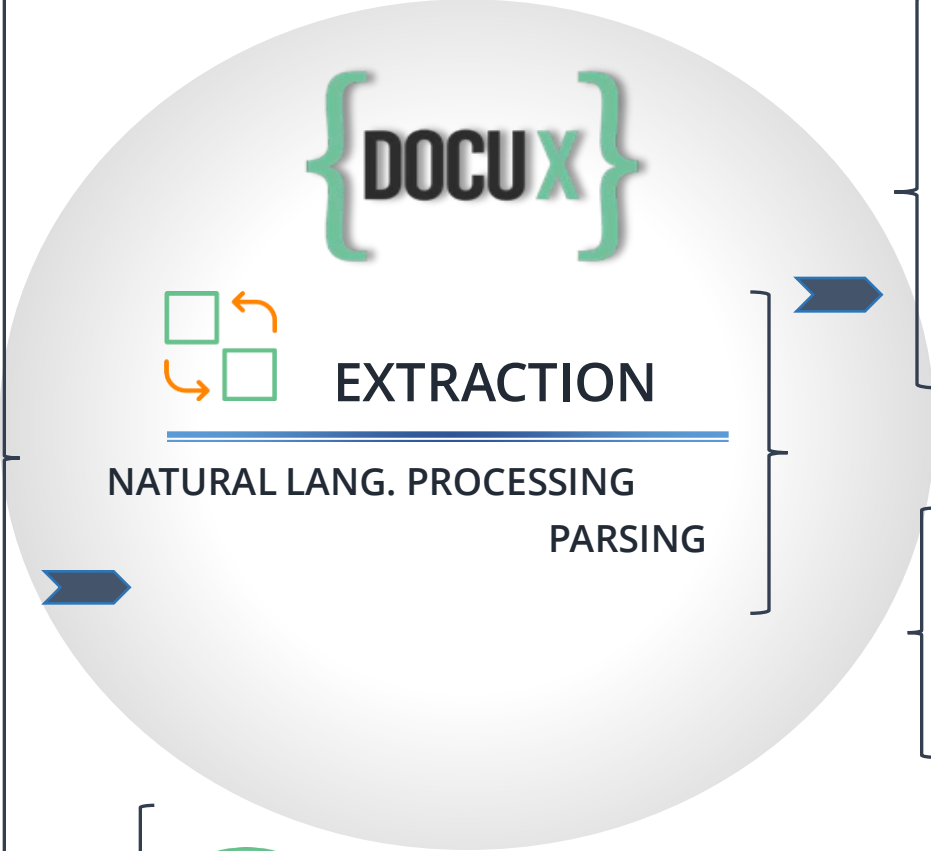 {DOCUX}
EXTRACTION
NATURAL LANG. PROCESSING
PARSING